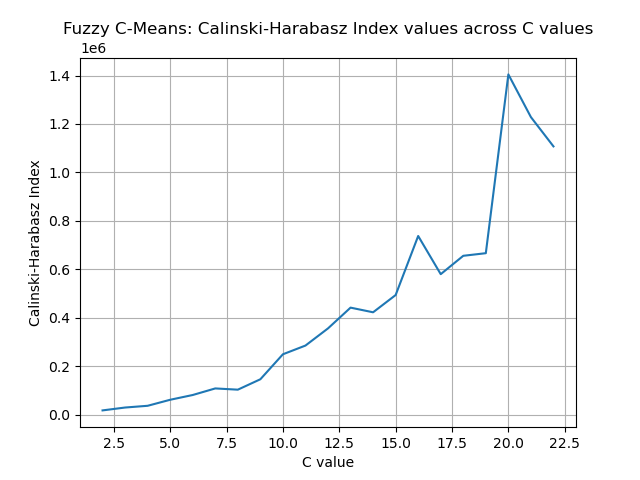 Fuzzy C-Means: Calinski-Harabasz Index values across C values
1e6
1.4
1.2
1.0
0.8
0.6
0.4
0.2
0.0
Calinski-Harabasz Index
2.5 5.0 7.5 10.0 12.5 15.0 17.5 20.0 22.5
C value